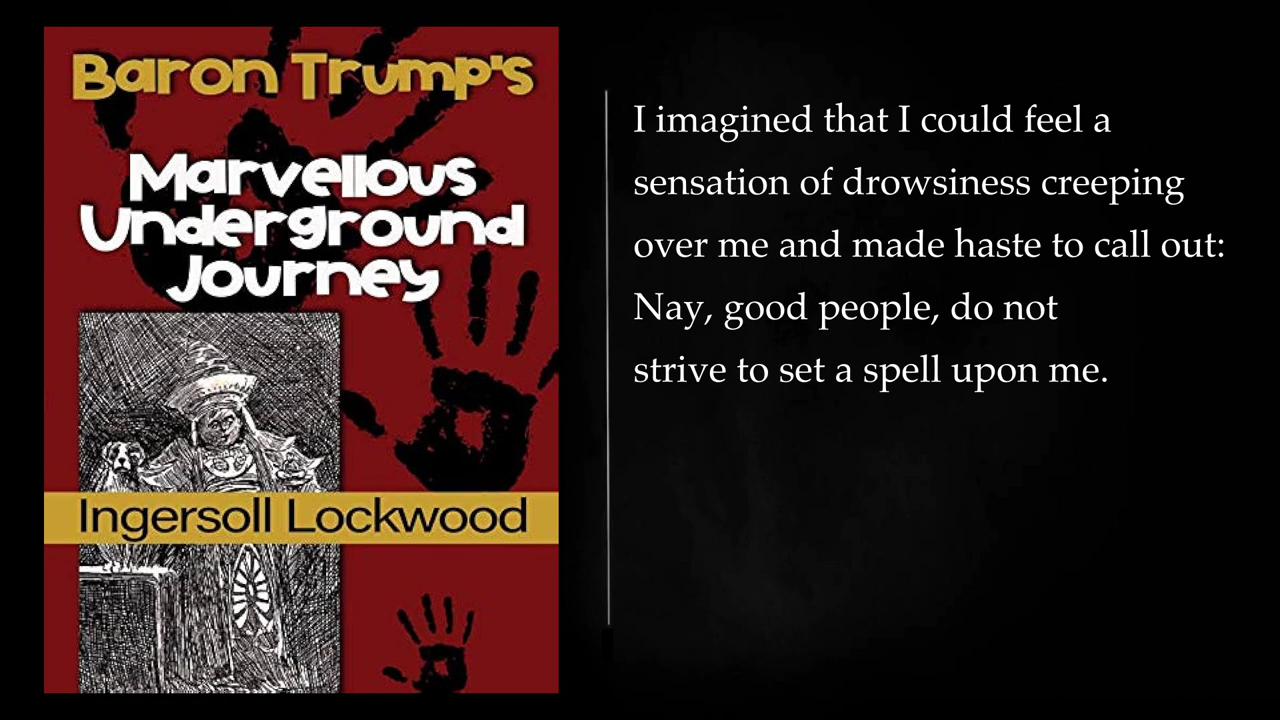 Baron Trump's
Marvellous
Underground
Journey
Ingersoll Lockwood
I imagined that I could feel a
sensation of drowsiness creeping
over me and made haste to call out:
Nay, good people, do not
strive to set a spell upon me.